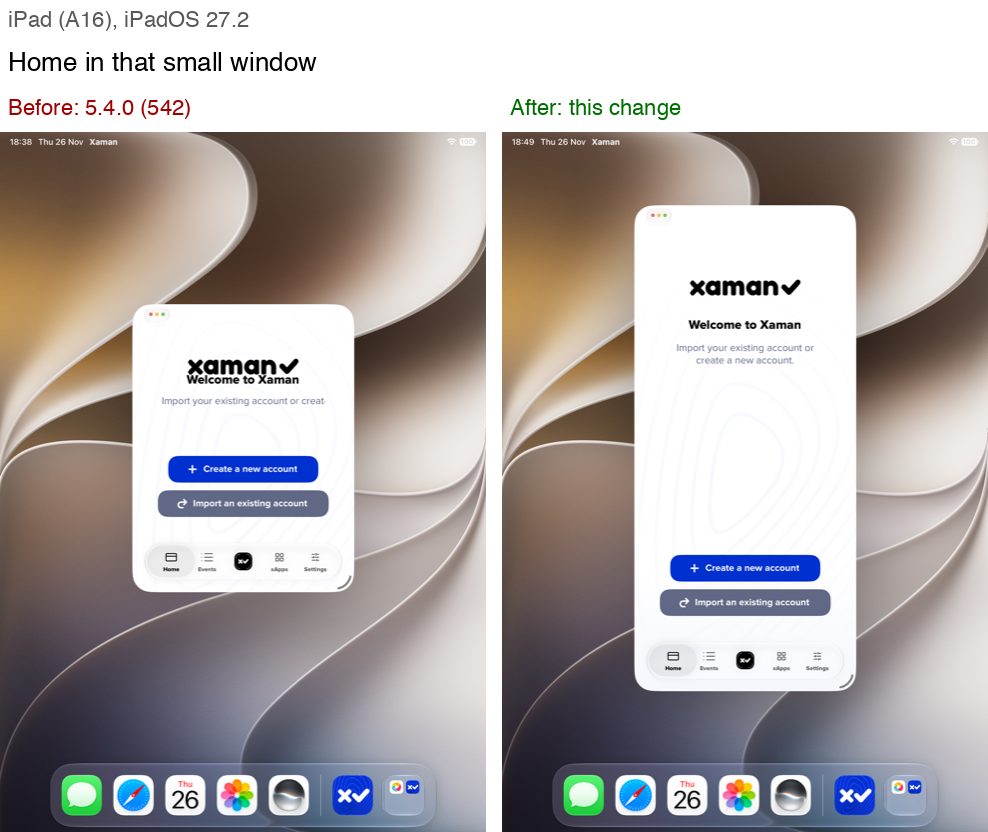 iPad (A16), iPadOS 27.2
Home in that small window
Before: 5.4.0 (542)
After: this change
18:38 Thu 26 Nov Xaman
100
xaman
Welcome to Xaman
Import your existing account or creat
+ Create a new account
Import an existing account
Home Events xApps Settings
Thu
26
18:49 Thu 26 Nov Xaman
100
xaman
Welcome to Xaman
Import your existing account or
create a new account.
+ Create a new account
Import an existing account
Home Events xApps Settings
Thu
26